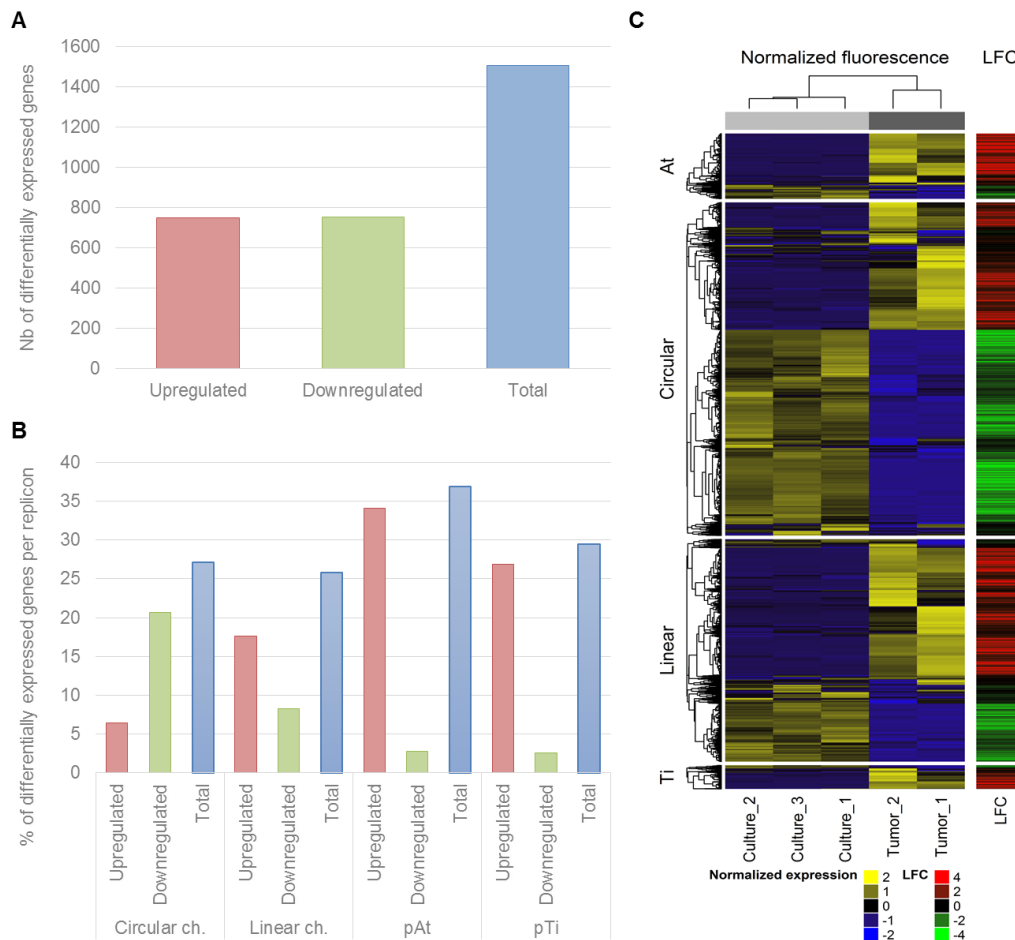 A
Nb of differentially expressed genes
1600
1400
1200
1000
800
600
400
200
0
Upregulated Downregulated Total
B
% of differentially expressed genes per replicon
40
35
30
25
20
15
10
5
0
Upregulated Downregulated Total Upregulated Downregulated Total Upregulated Downregulated Total Upregulated Downregulated Total
Circular ch. Linear ch. pAt pTi
C
Normalized fluorescence LFC
At
Circular
Linear
Ti
Culture_2 Culture_3 Culture_1 Tumor_2 Tumor_1 LFC
Normalized expression LFC
2 4
1 2
0 0
-1 -2
-2 -4